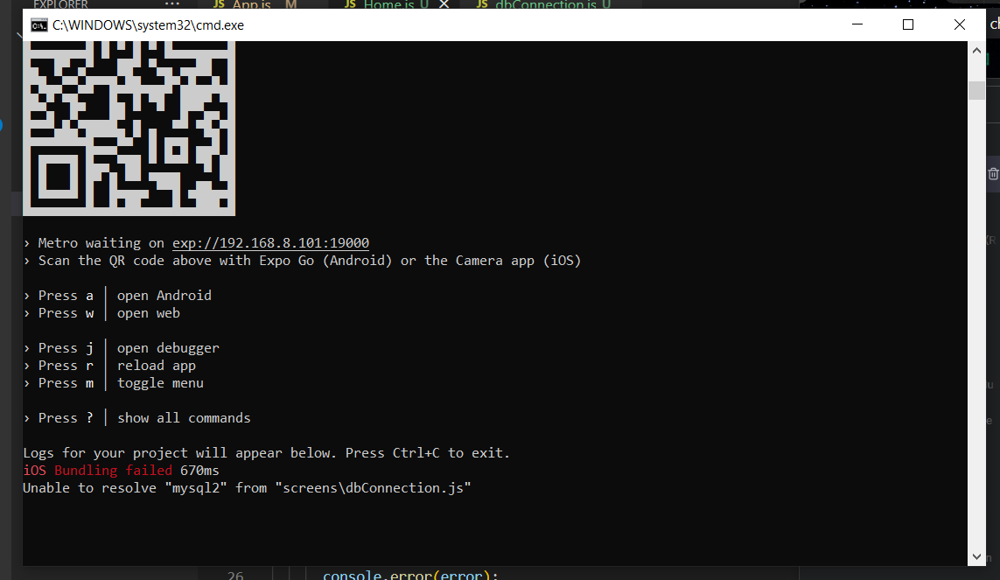 EXPLORER
JS App.js M
JS Home.js U
JS dbConnection.js U
C:\WINDOWS\system32\cmd.exe
› Metro waiting on exp://192.168.8.101:19000
› Scan the QR code above with Expo Go (Android) or the Camera app (iOS)
› Press a │ open Android
› Press w │ open web
› Press j │ open debugger
› Press r │ reload app
› Press m │ toggle menu
› Press ? │ show all commands
Logs for your project will appear below. Press Ctrl+C to exit.
iOS Bundling failed 670ms
Unable to resolve "mysql2" from "screens\dbConnection.js"
26 console.error(error);